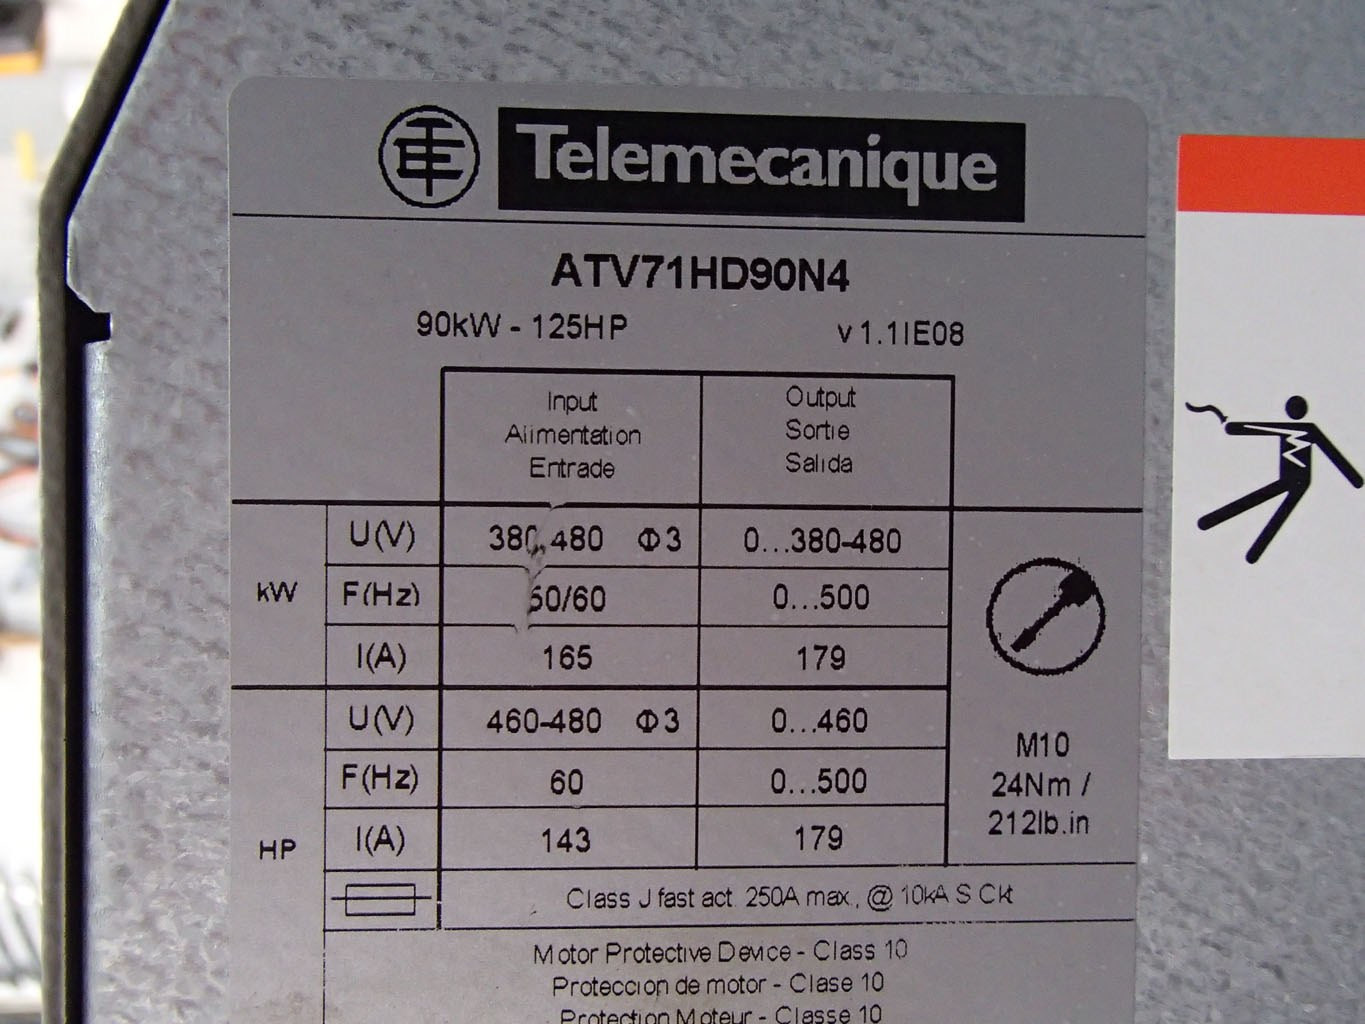 Telemecanique
ATV71HD90N4
90kW - 125HP v 1.1IE08
Input Output
Alimentation Sortie
Entrade Salida
kW
U(V) 380-480 Φ3 0...380-480
F(Hz) 50/60 0...500
I(A) 165 179
HP
U(V) 460-480 Φ3 0...460
F(Hz) 60 0...500
I(A) 143 179
M10
24Nm /
212lb.in
Class J fast act. 250A max., @ 10kA S Ckt
Motor Protective Device - Class 10
Proteccion de motor - Clase 10
Protection Moteur - Classe 10